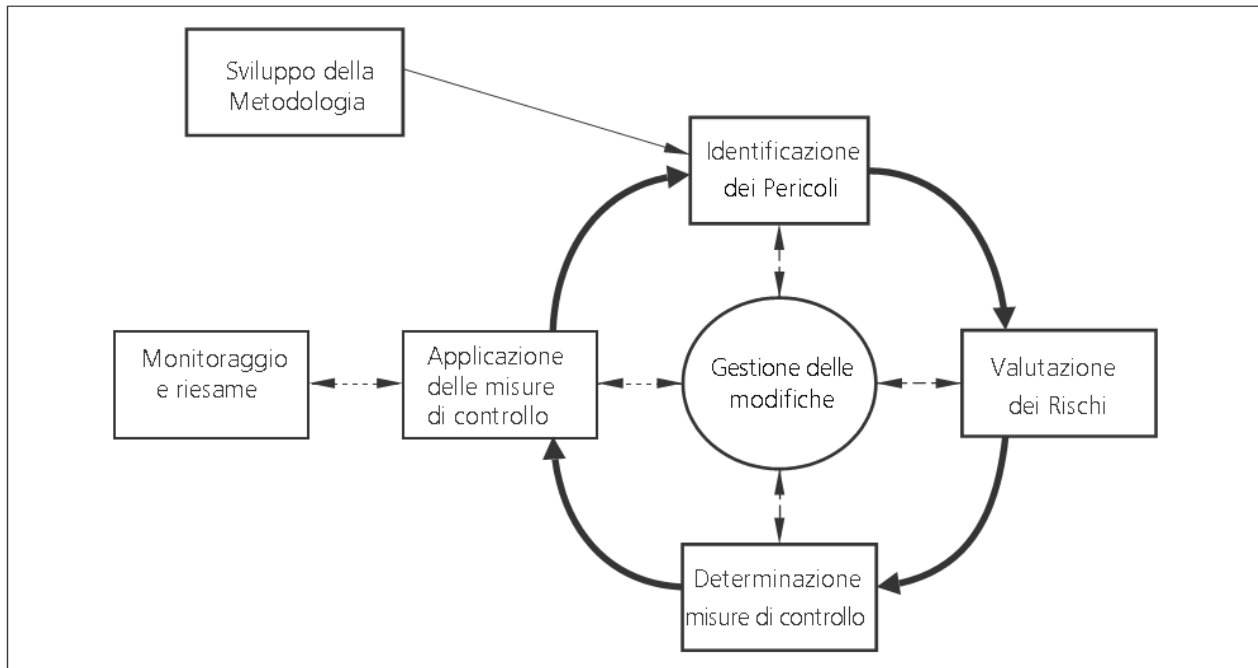 Sviluppo della
Metodologia
Identificazione
dei Pericoli
Monitoraggio
e riesame
Applicazione
delle misure
di controllo
Gestione delle
modifiche
Valutazione
dei Rischi
Determinazione
misure di controllo